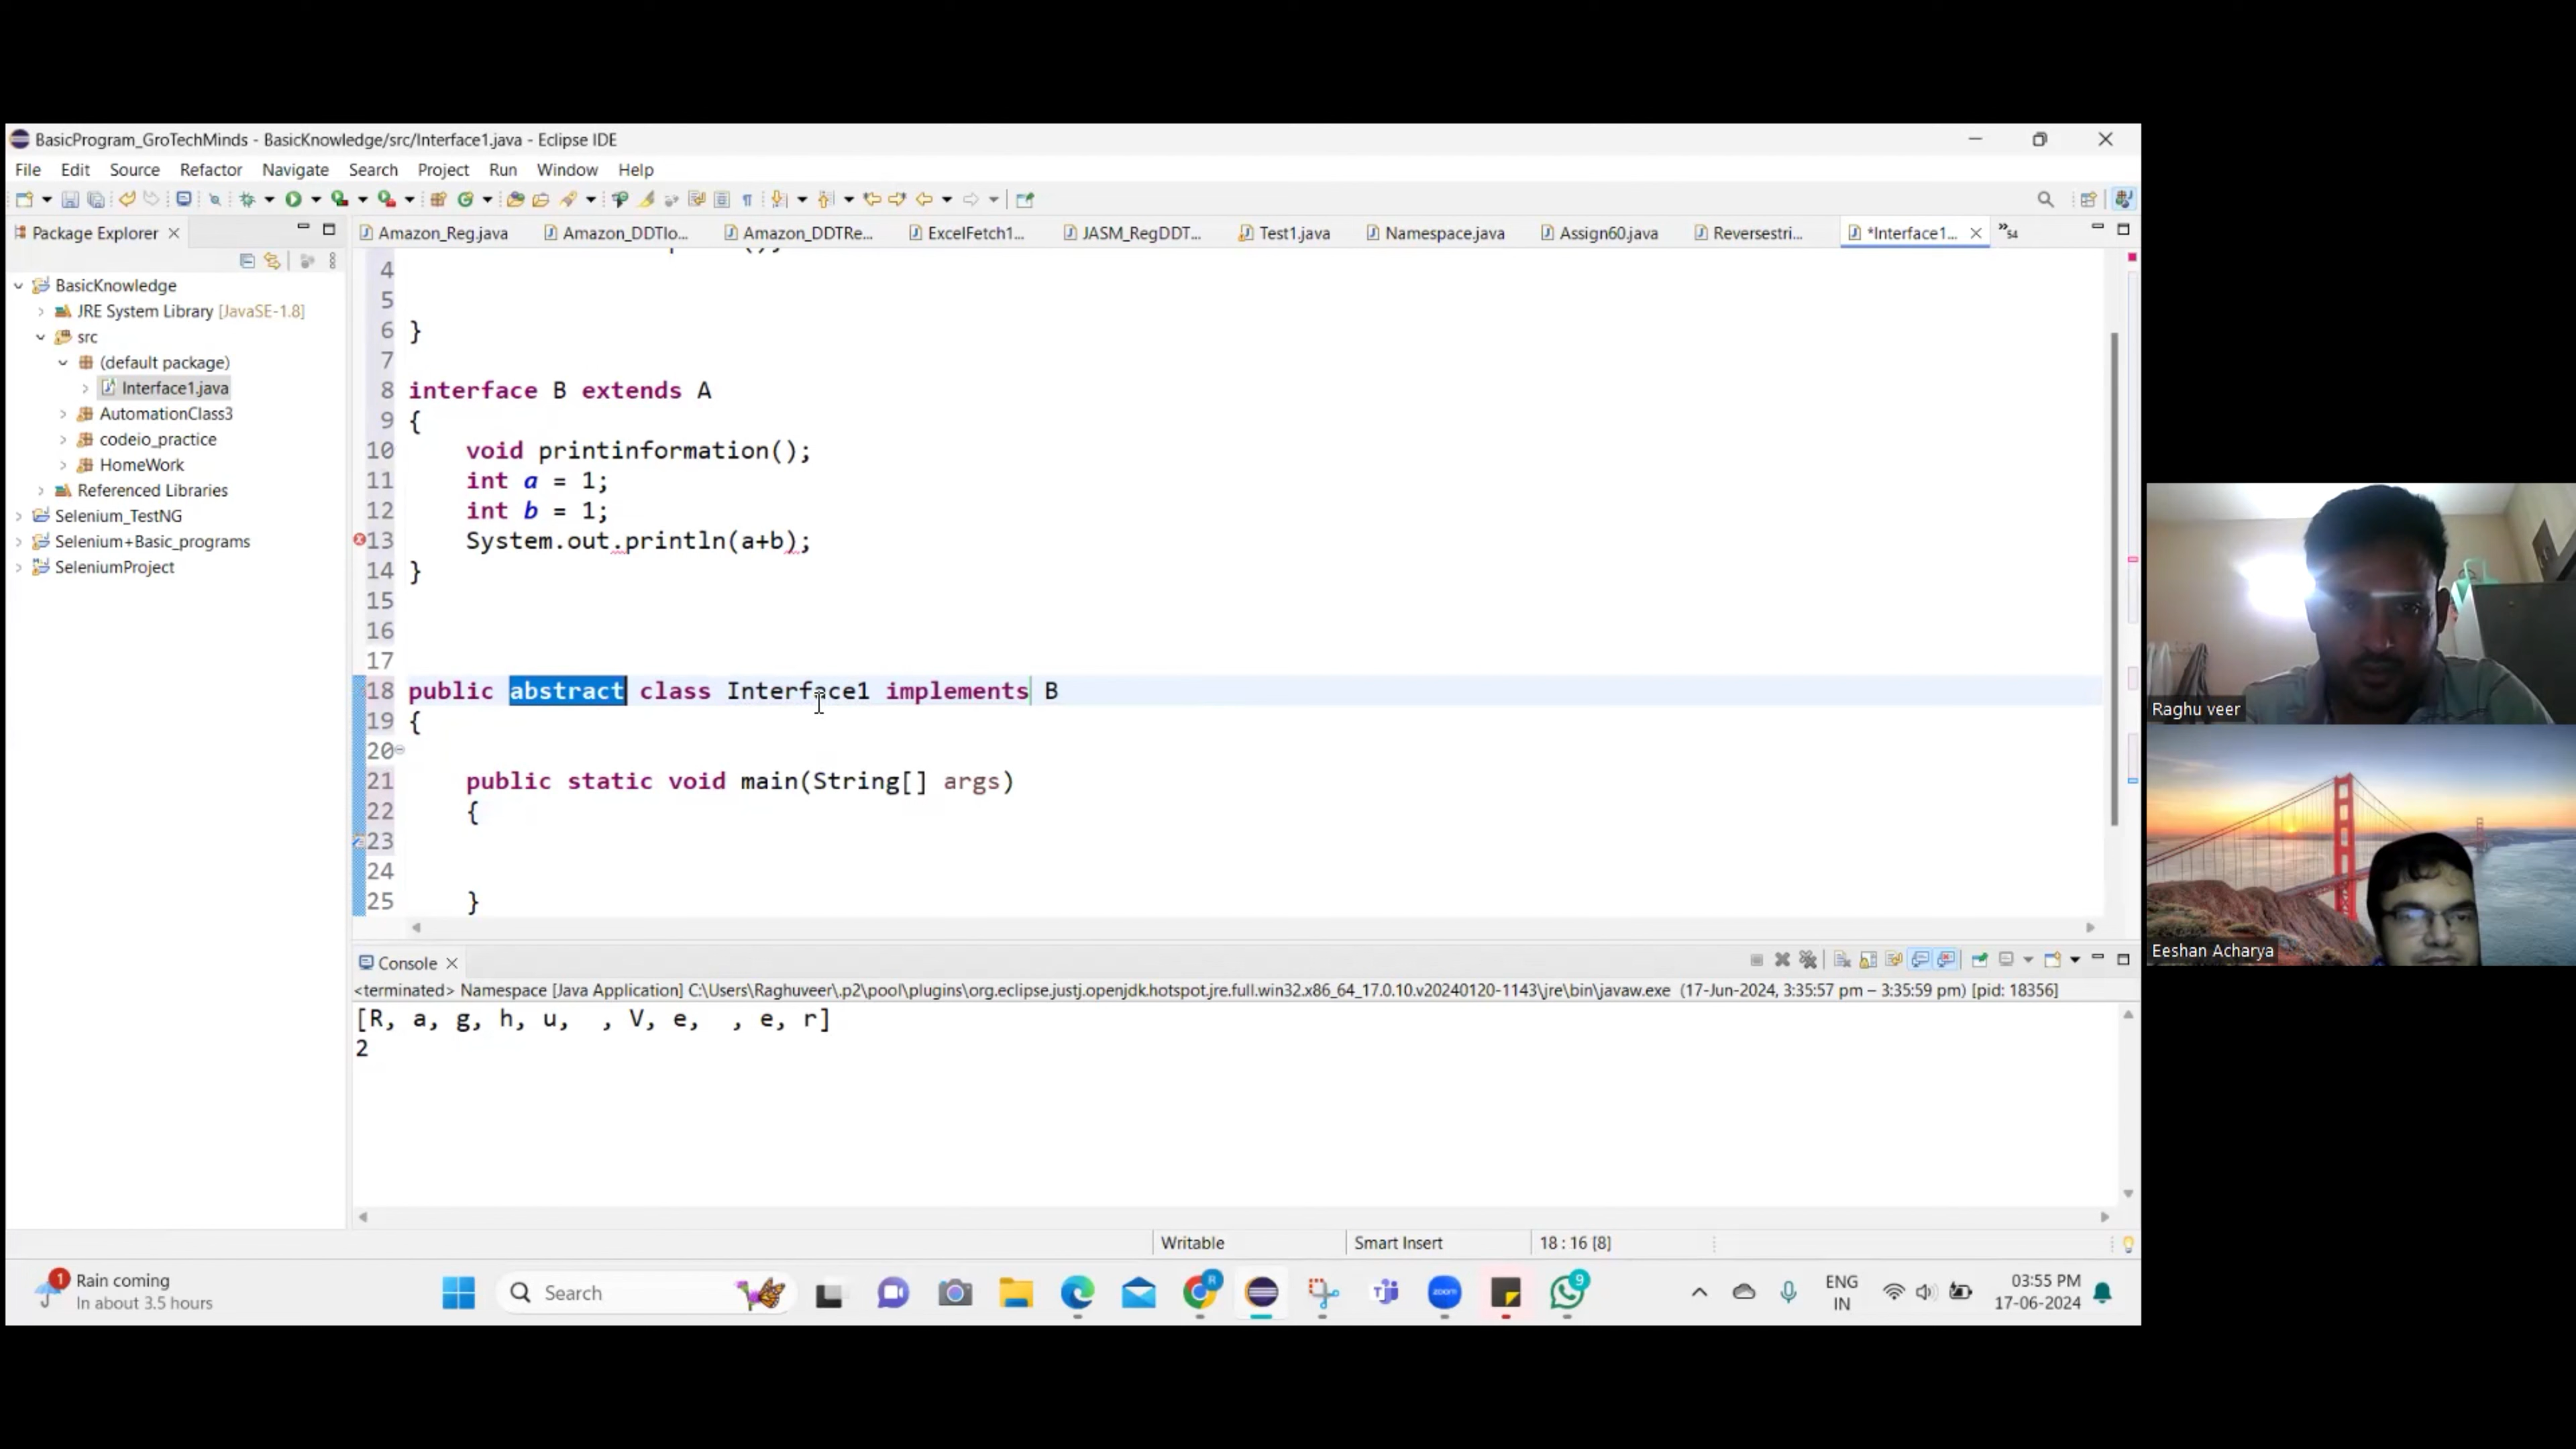 BasicProgram_GroTechMinds - BasicKnowledge/src/Interface1.java - Eclipse IDE
File Edit Source Refactor Navigate Search Project Run Window Help
Package Explorer
Amazon_Reg.java Amazon_DDTIo... Amazon_DDTRe... ExcelFetch1... JASM_RegDDT... Test1.java Namespace.java Assign60.java Reversestri... *Interface1... »54
BasicKnowledge
JRE System Library [JavaSE-1.8]
src
(default package)
Interface1.java
AutomationClass3
codeio_practice
HomeWork
Referenced Libraries
Selenium_TestNG
Selenium+Basic_programs
SeleniumProject
4
5
6 }
7
8 interface B extends A
9 {
10 void printinformation();
11 int a = 1;
12 int b = 1;
13 System.out.println(a+b);
14 }
15
16
17
18 public abstract class Interface1 implements B
19 {
20
21 public static void main(String[] args)
22 {
23
24
25 }
Console
<terminated> Namespace [Java Application] C:\Users\Raghuveer\.p2\pool\plugins\org.eclipse.justj.openjdk.hotspot.jre.full.win32.x86_64_17.0.10.v20240120-1143\jre\bin\javaw.exe (17-Jun-2024, 3:35:57 pm – 3:35:59 pm) [pid: 18356]
[R, a, g, h, u,  , V, e,  , e, r]
2
Writable Smart Insert 18 : 16 [8]
1
Rain coming
In about 3.5 hours
Search
R
zoom
9
ENG
IN
03:55 PM
17-06-2024
Raghu veer
Eeshan Acharya